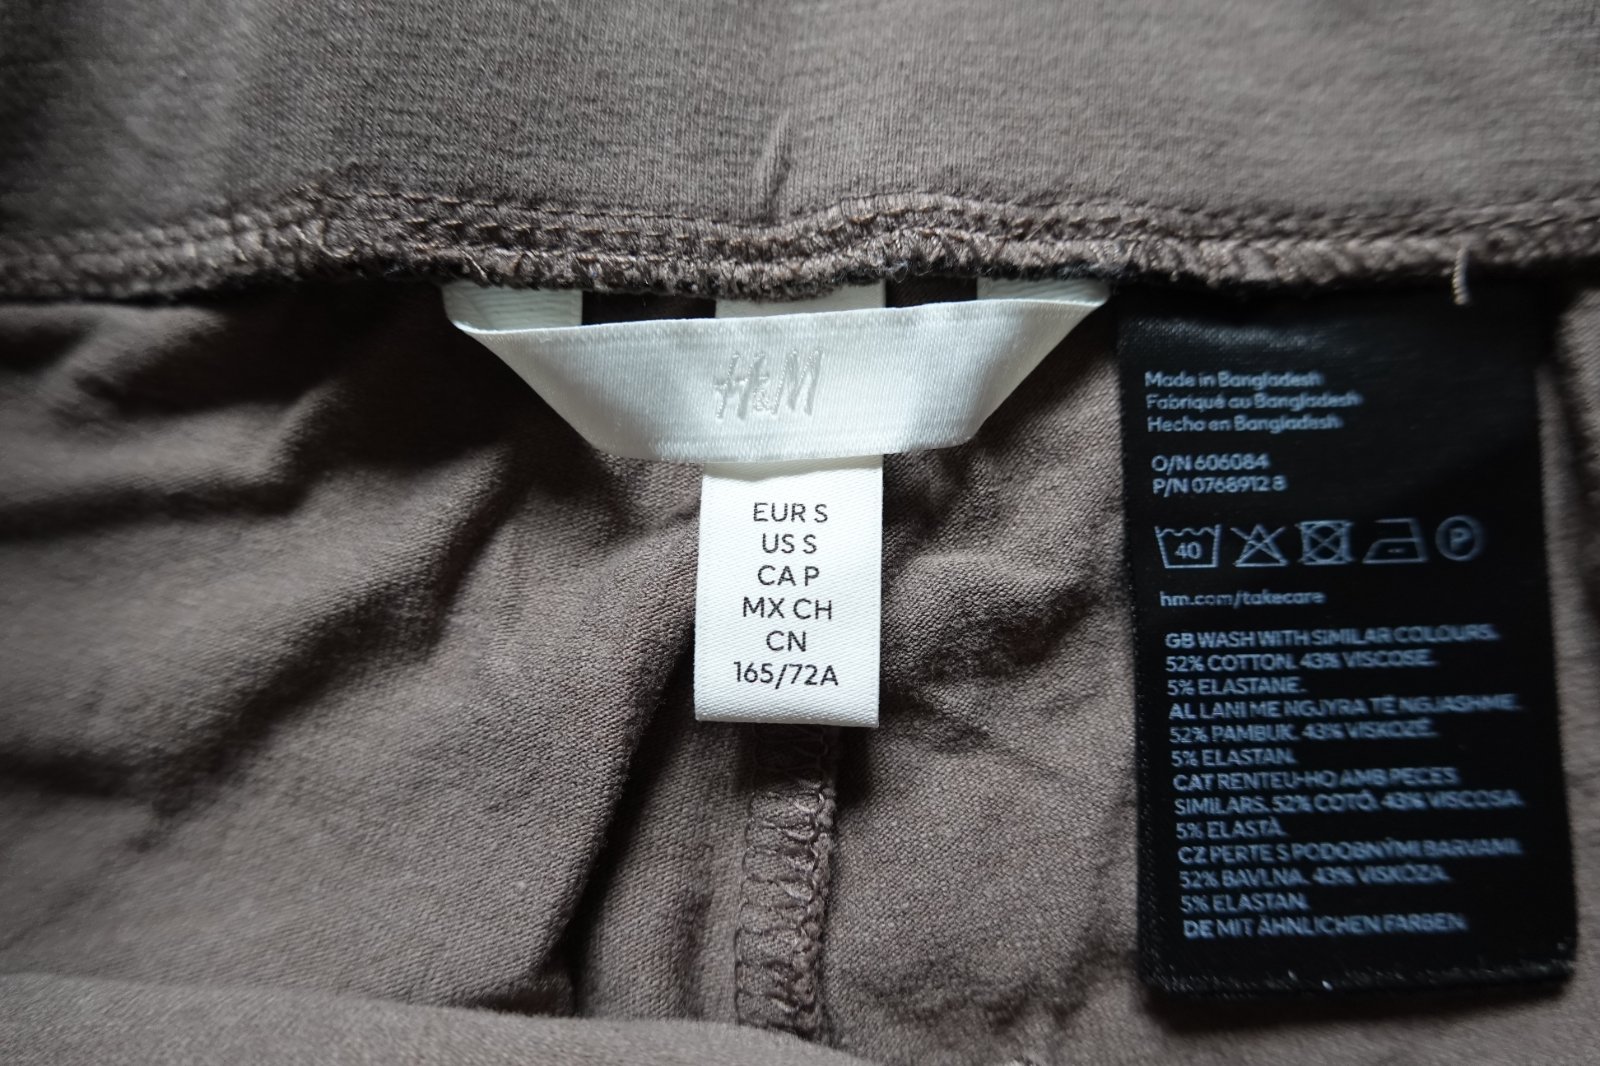 H&M
EUR S
US S
CA P
MX CH
CN
165/72A
Made in Bangladesh
Fabriqué au Bangladesh
Hecho en Bangladesh
O/N 606084
P/N 0768912 8
40
P
hm.com/takecare
GB WASH WITH SIMILAR COLOURS.
52% COTTON. 43% VISCOSE.
5% ELASTANE.
AL LANI ME NGJYRA TË NGJASHME.
52% PAMBUK. 43% VISKOZË.
5% ELASTAN.
CAT RENTEU-HO AMB PECES
SIMILARS. 52% COTÓ. 43% VISCOSA.
5% ELASTÀ.
CZ PERTE S PODOBNÝMI BARVAMI.
52% BAVLNA. 43% VISKÓZA.
5% ELASTAN.
DE MIT ÄHNLICHEN FARBEN